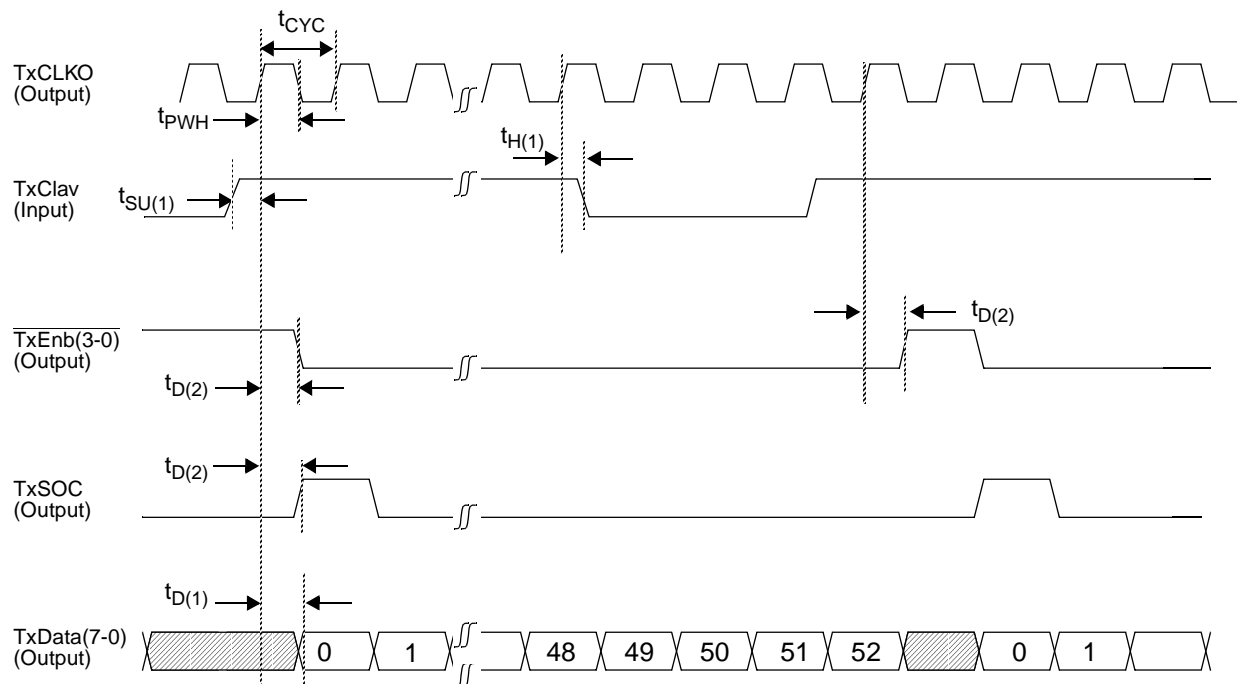 tCYC
TxCLKO
(Output)
tPWH
tH(1)
TxClav
(Input)
tSU(1)
TxEnb(3-0)
(Output)
tD(2)
tD(2)
tD(2)
TxSOC
(Output)
tD(1)
TxData(7-0)
(Output)
0 1 48 49 50 51 52 0 1